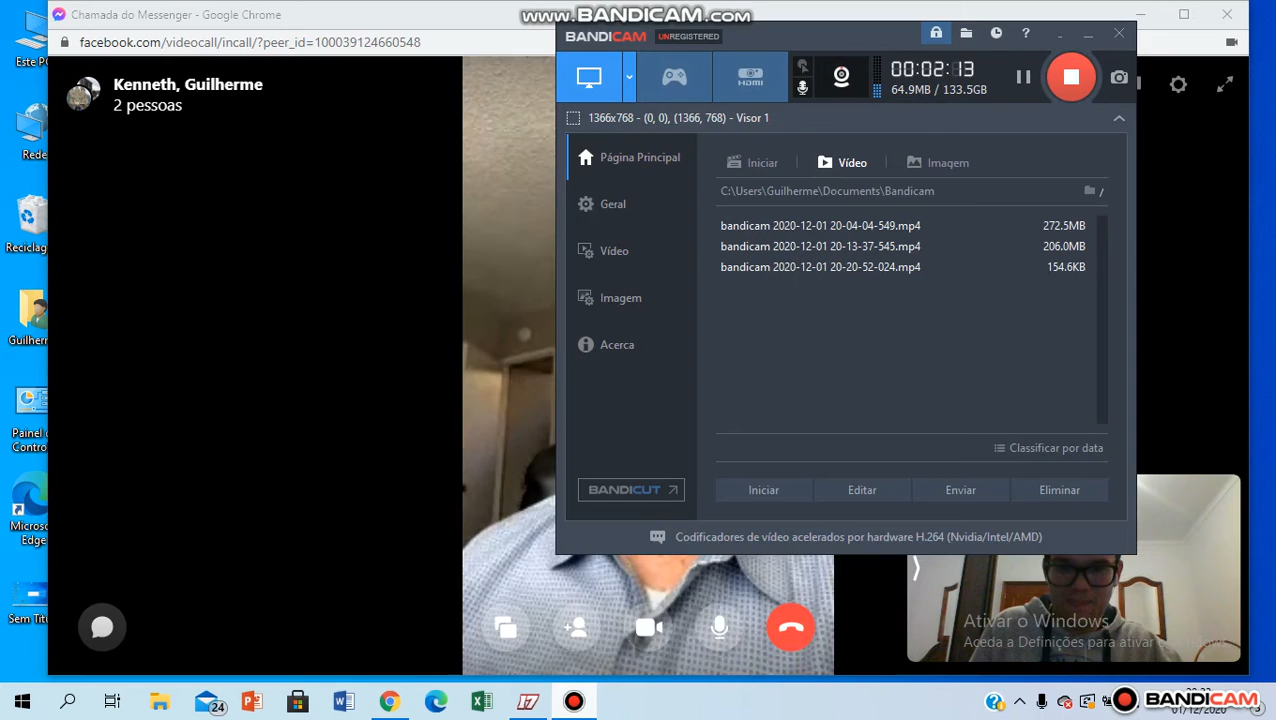 Chamada do Messenger - Google Chrome
www.BANDICAM.com
facebook.com/videocall/incall/?peer_id=100039124660548
BANDICAM UNREGISTERED
Kenneth, Guilherme
2 pessoas
HDMI
00:02:13
64.9MB / 133.5GB
1366x768 - (0, 0), (1366, 768) - Visor 1
Página Principal
Geral
Vídeo
Imagem
Acerca
BANDICUT
Iniciar
Vídeo
Imagem
C:\Users\Guilherme\Documents\Bandicam
bandicam 2020-12-01 20-04-04-549.mp4 272.5MB
bandicam 2020-12-01 20-13-37-545.mp4 206.0MB
bandicam 2020-12-01 20-20-52-024.mp4 154.6KB
Classificar por data
Iniciar Editar Enviar Eliminar
Codificadores de vídeo acelerados por hardware H.264 (Nvidia/Intel/AMD)
Este PC
Rede
Reciclag
Guilherm
Painel de
Control
Microsof
Edge
Sem Tit
Ativar o Windows
Aceda a Definições para ativar o Windows
24
01/12/2020
BANDICAM